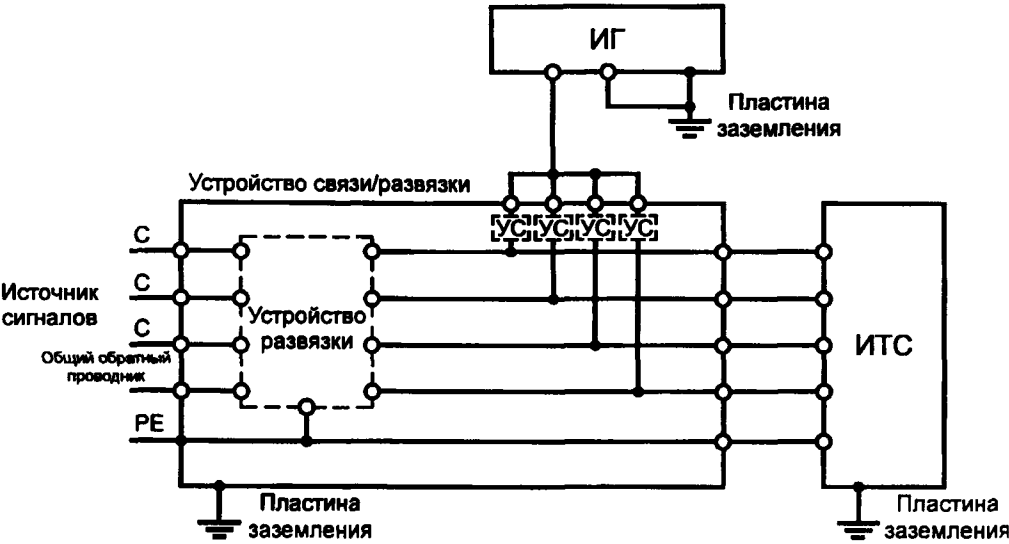 ИГ
Пластина
заземления
Устройство связи/развязки
УС УС УС УС
С
С
Источник
сигналов
С
Общий обратный
проводник
PE
Устройство
развязки
ИТС
Пластина
заземления
Пластина
заземления